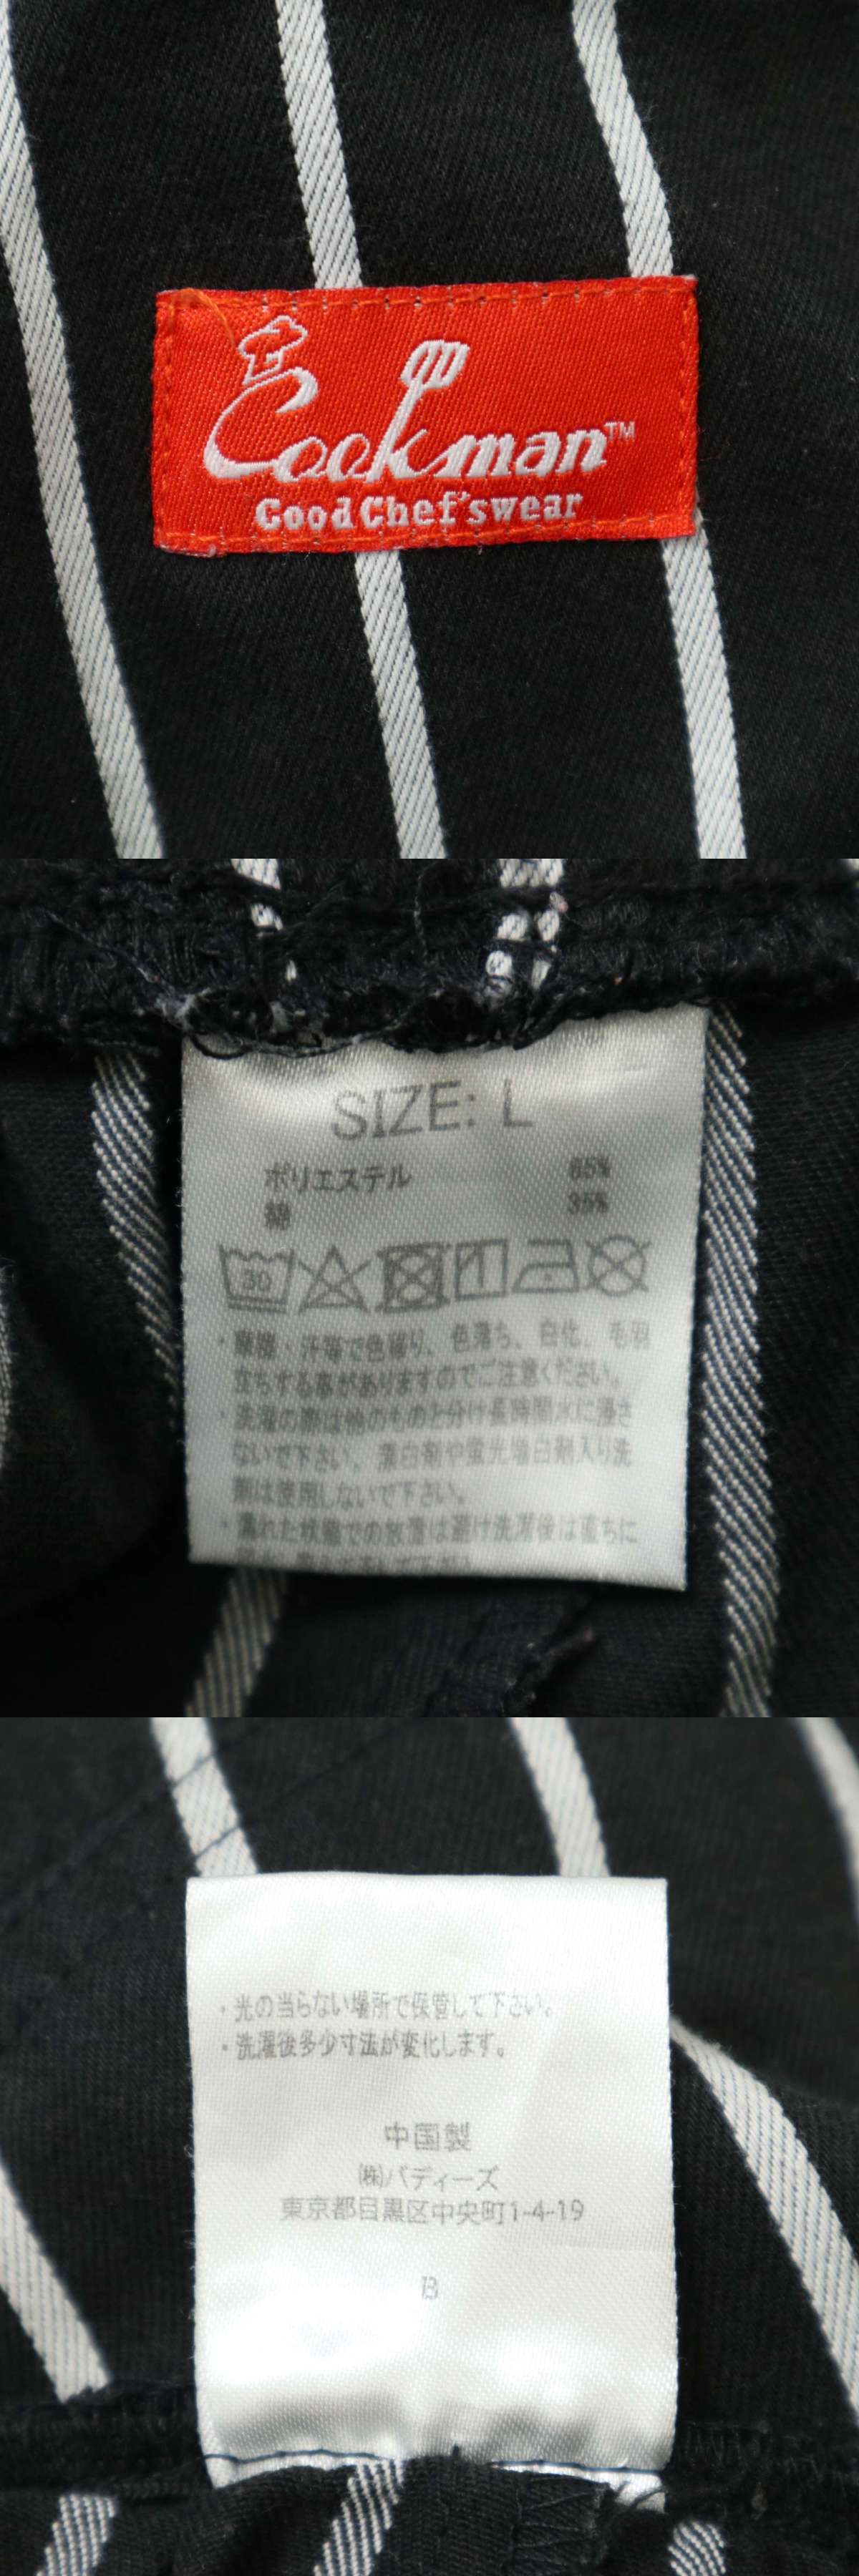 Cookman™
Good Chef'swear
SIZE: L
ポリエステル 65%
綿 35%
30
・摩擦・汗等で色移り、色落ち、白化、毛羽
立ちする事がありますのでご注意ください。
・洗濯の際は他のものと分け長時間水に浸さ
ないで下さい。漂白剤や蛍光増白剤入り洗
剤は使用しないで下さい。
・濡れた状態での放置は避け洗濯後は直ちに
・光の当らない場所で保管して下さい。
・洗濯後多少寸法が変化します。
中国製
㈱バディーズ
東京都目黒区中央町1-4-19
B